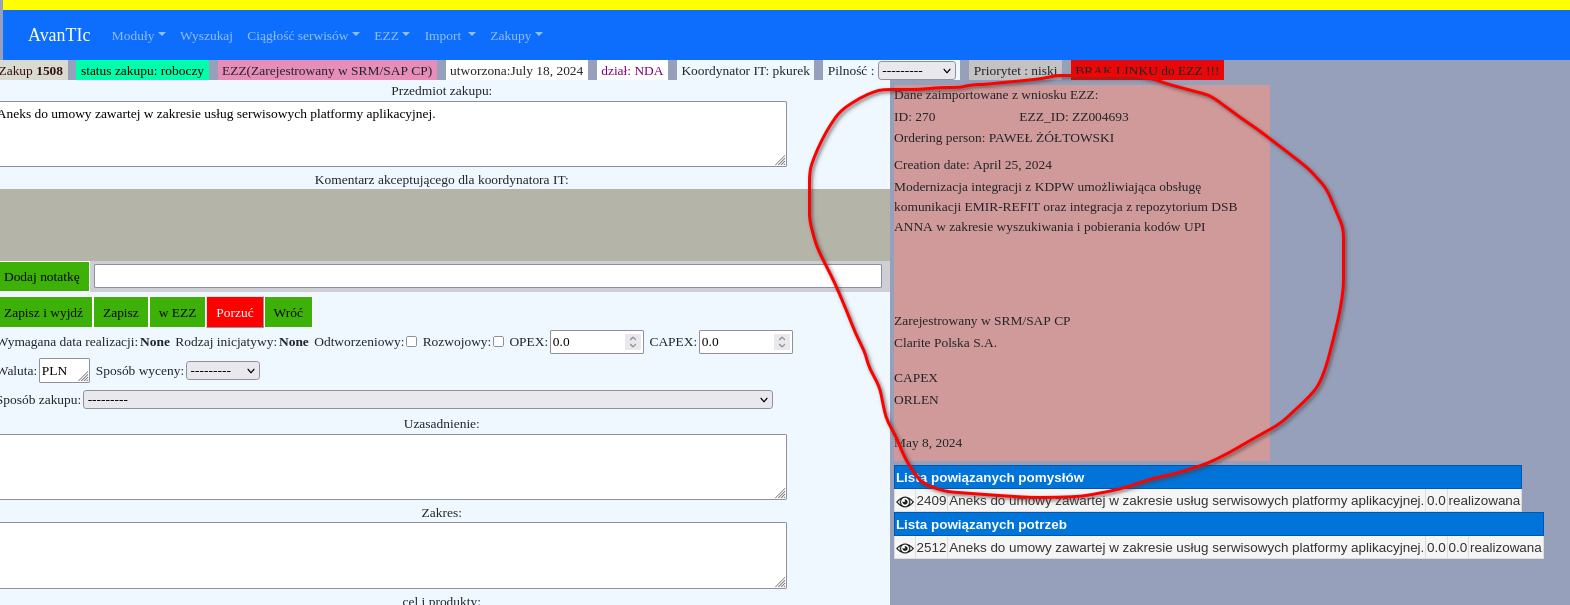 AvanTIc Moduły Wyszukaj Ciągłość serwisów EZZ Import Zakupy
Zakup 1508 status zakupu: roboczy EZZ(Zarejestrowany w SRM/SAP CP) utworzona:July 18, 2024 dział: NDA Koordynator IT: pkurek Pilność : --------- Priorytet : niski BRAK LINKU do EZZ !!!
Przedmiot zakupu:
Aneks do umowy zawartej w zakresie usług serwisowych platformy aplikacyjnej.
Komentarz akceptującego dla koordynatora IT:
Dodaj notatkę
Zapisz i wyjdź Zapisz w EZZ Porzuć Wróć
Wymagana data realizacji: None Rodzaj inicjatywy: None Odtworzeniowy: Rozwojowy: OPEX: 0.0 CAPEX: 0.0
Waluta: PLN Sposób wyceny: ---------
Sposób zakupu: ---------
Uzasadnienie:
Zakres:
cel i produkty:
Dane zaimportowane z wniosku EZZ:
ID: 270 EZZ_ID: ZZ004693
Ordering person: PAWEŁ ŻÓŁTOWSKI
Creation date: April 25, 2024
Modernizacja integracji z KDPW umożliwiająca obsługę
komunikacji EMIR-REFIT oraz integracja z repozytorium DSB
ANNA w zakresie wyszukiwania i pobierania kodów UPI
Zarejestrowany w SRM/SAP CP
Clarite Polska S.A.
CAPEX
ORLEN
May 8, 2024
Lista powiązanych pomysłów
2409 Aneks do umowy zawartej w zakresie usług serwisowych platformy aplikacyjnej. 0.0 realizowana
Lista powiązanych potrzeb
2512 Aneks do umowy zawartej w zakresie usług serwisowych platformy aplikacyjnej. 0.0 0.0 realizowana